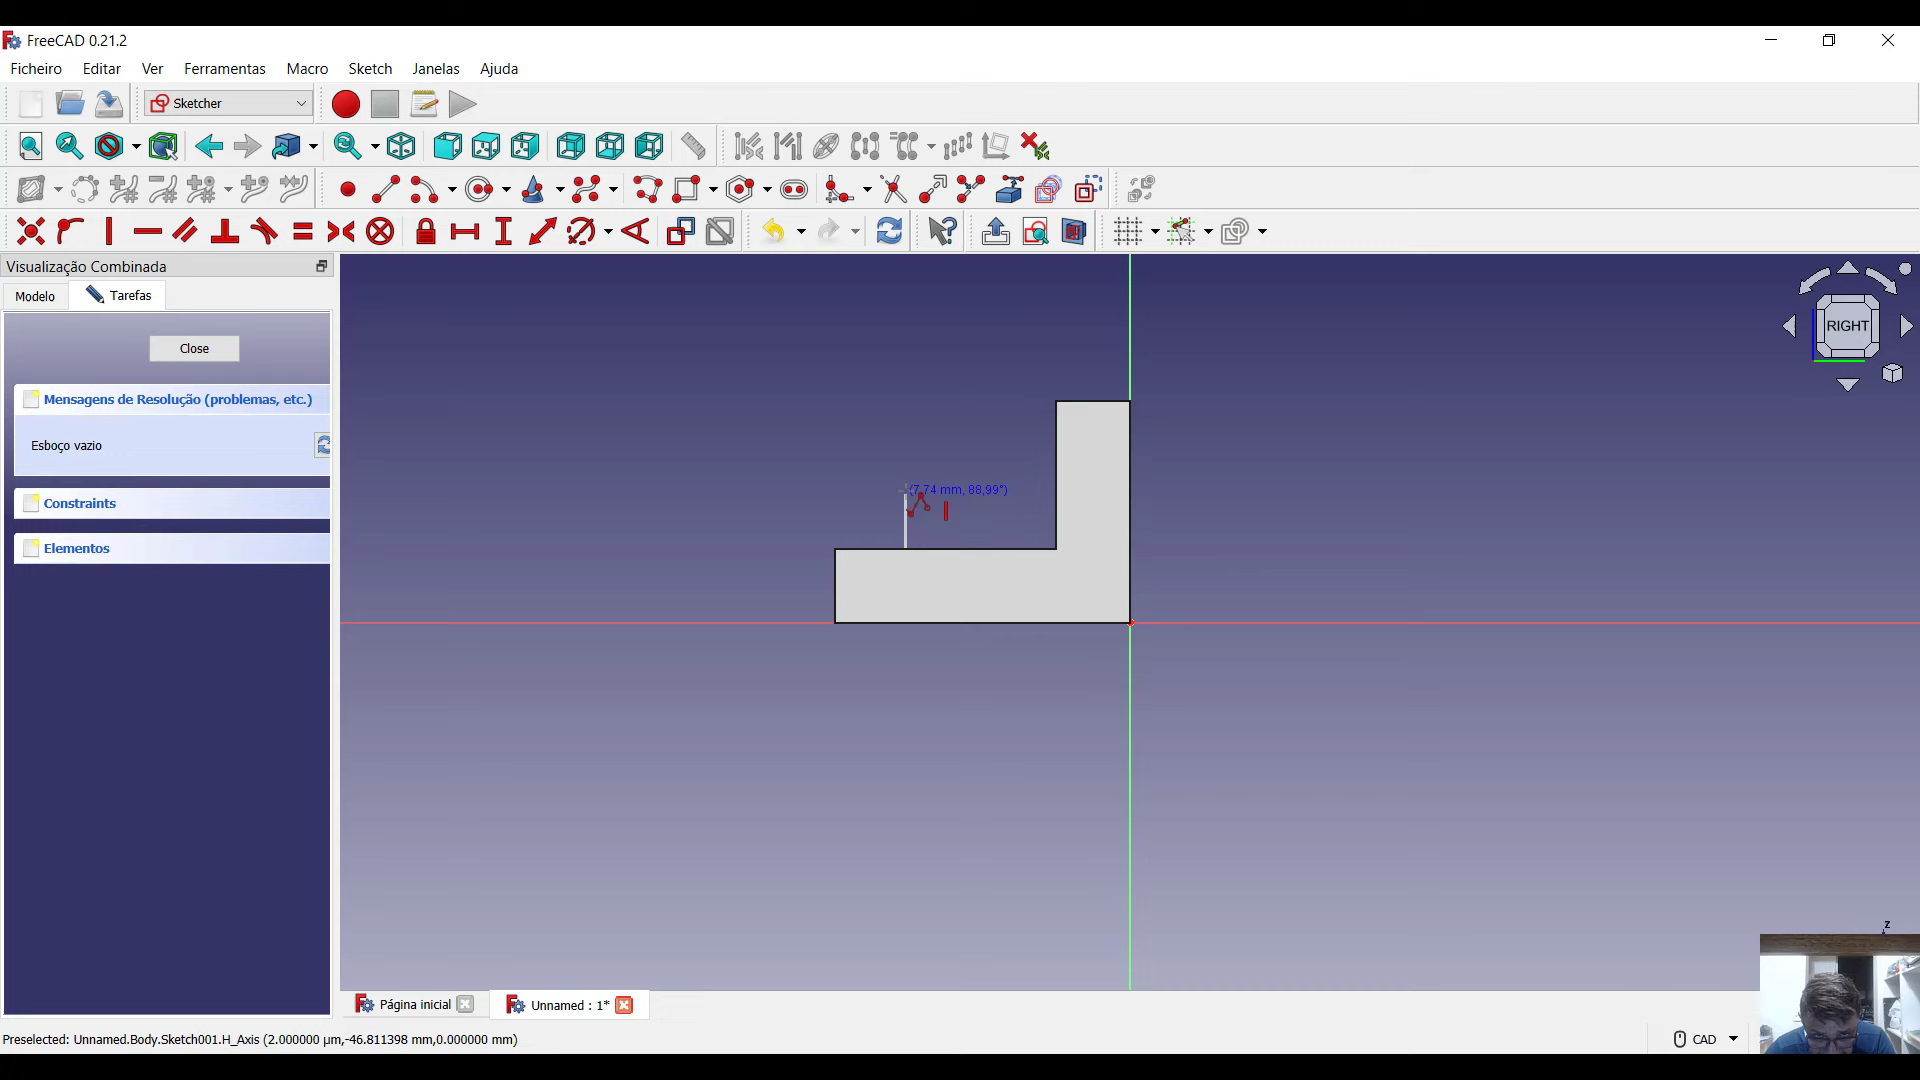 FreeCAD 0.21.2
Ficheiro Editar Ver Ferramentas Macro Sketch Janelas Ajuda
Sketcher
Visualização Combinada
Modelo Tarefas
Close
Mensagens de Resolução (problemas, etc.)
Esboço vazio
Constraints
Elementos
(7,74 mm, 88,99°)
RIGHT
z
Página inicial Unnamed : 1*
Preselected: Unnamed.Body.Sketch001.H_Axis (2.000000 µm,-46.811398 mm,0.000000 mm)
CAD